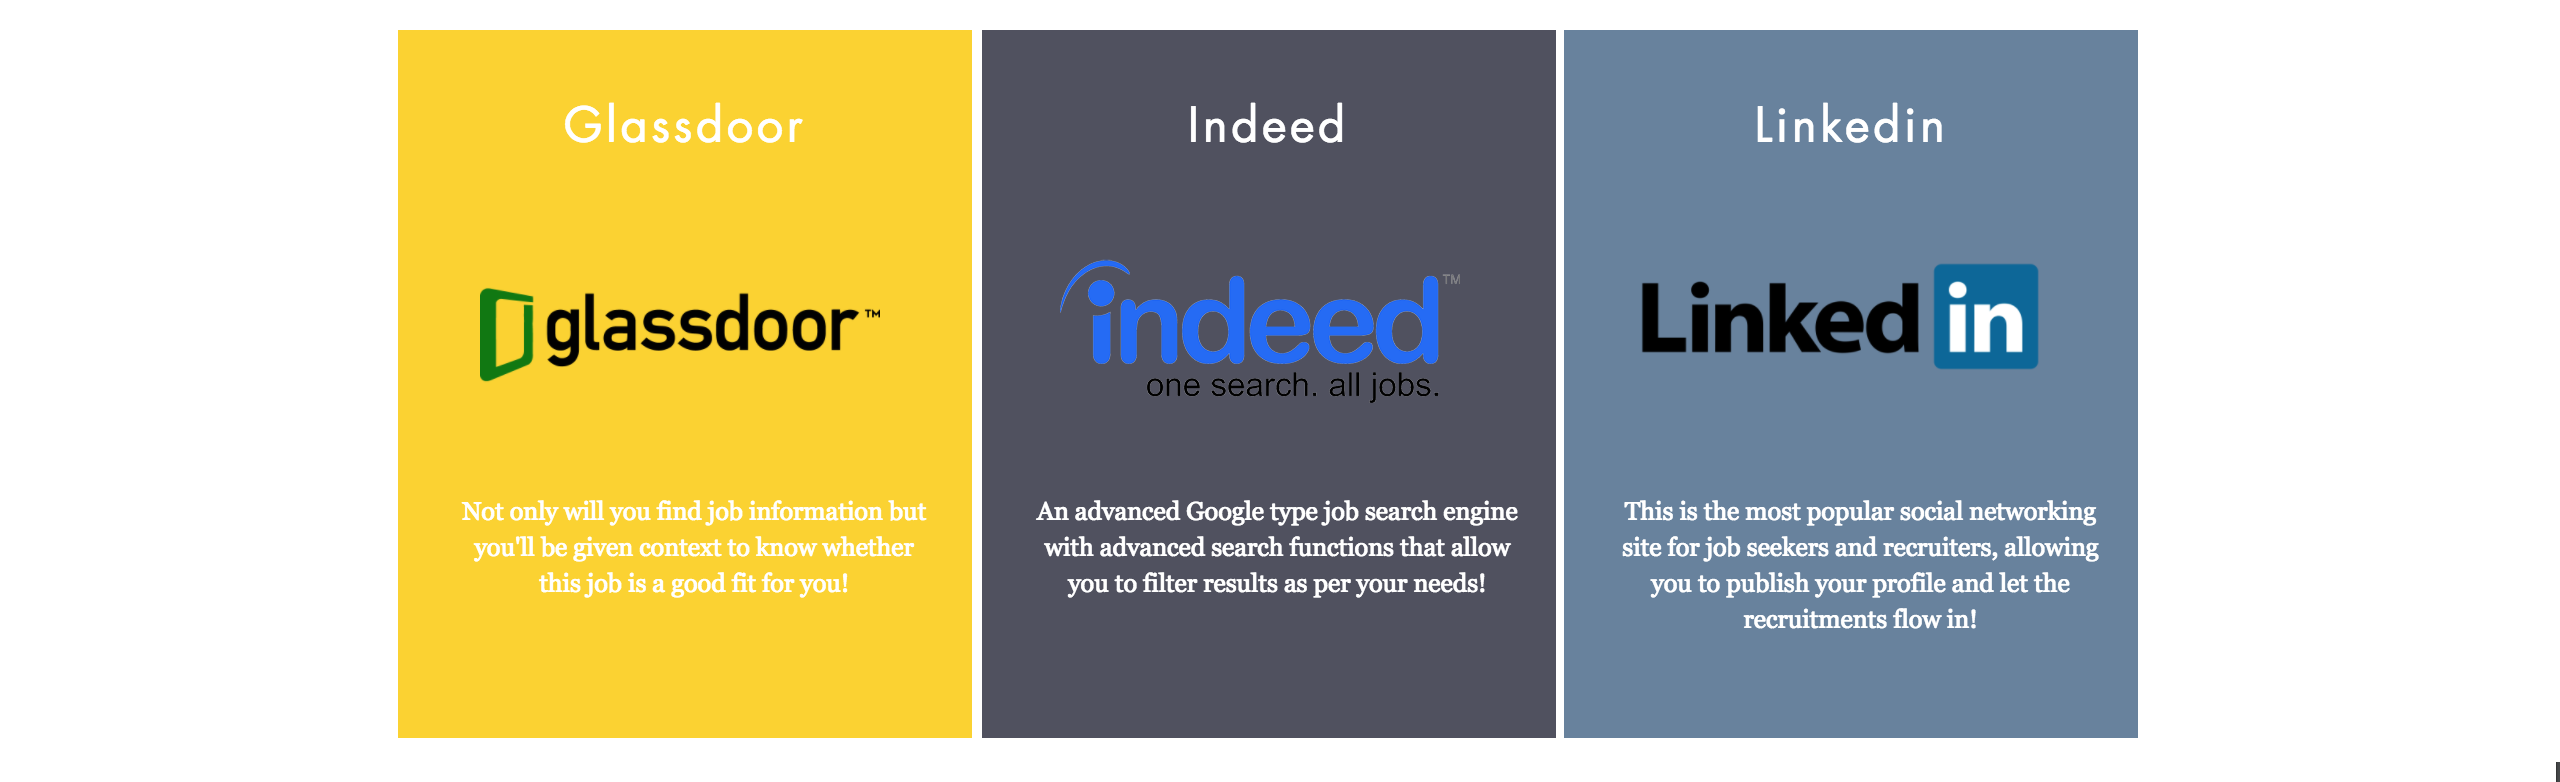 Glassdoor
glassdoor™
Not only will you find job information but
you'll be given context to know whether
this job is a good fit for you!
Indeed
indeed™
one search. all jobs.
An advanced Google type job search engine
with advanced search functions that allow
you to filter results as per your needs!
Linkedin
Linked in
This is the most popular social networking
site for job seekers and recruiters, allowing
you to publish your profile and let the
recruitments flow in!